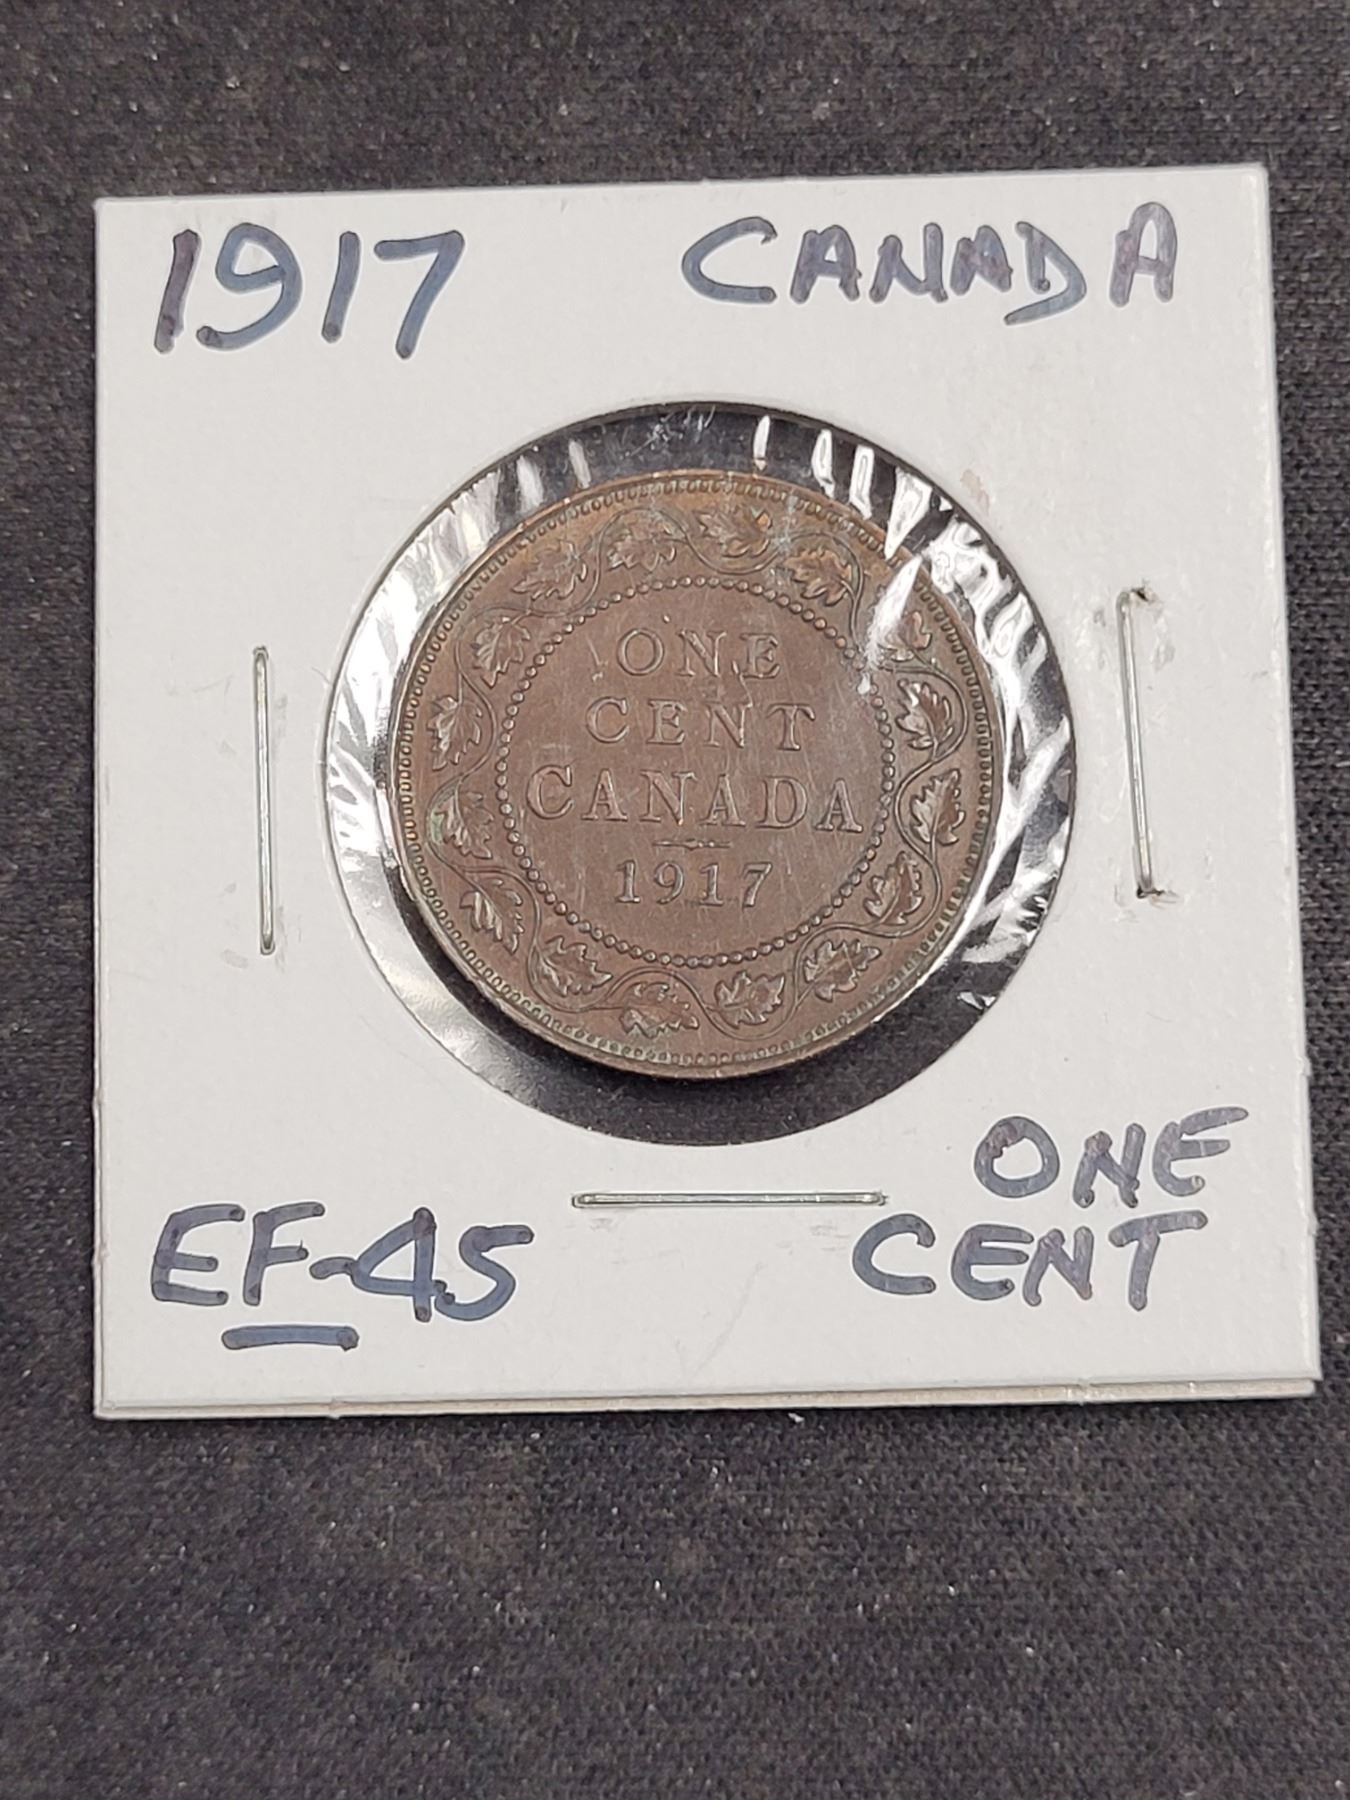 1917 CANADA
ONE
CENT
CANADA
1917
EF-45
ONE
CENT